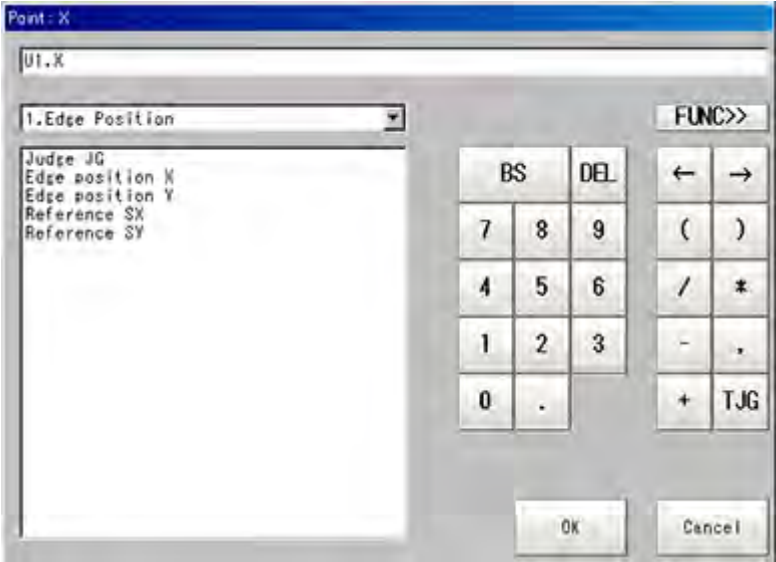 Point : X
U1.X
1.Edge Position
FUNC>>
Judge JG
Edge position X
Edge position Y
Reference SX
Reference SY
BS DEL ← →
7 8 9 ( )
4 5 6 / *
1 2 3 - ,
0 . + TJG
OK Cancel